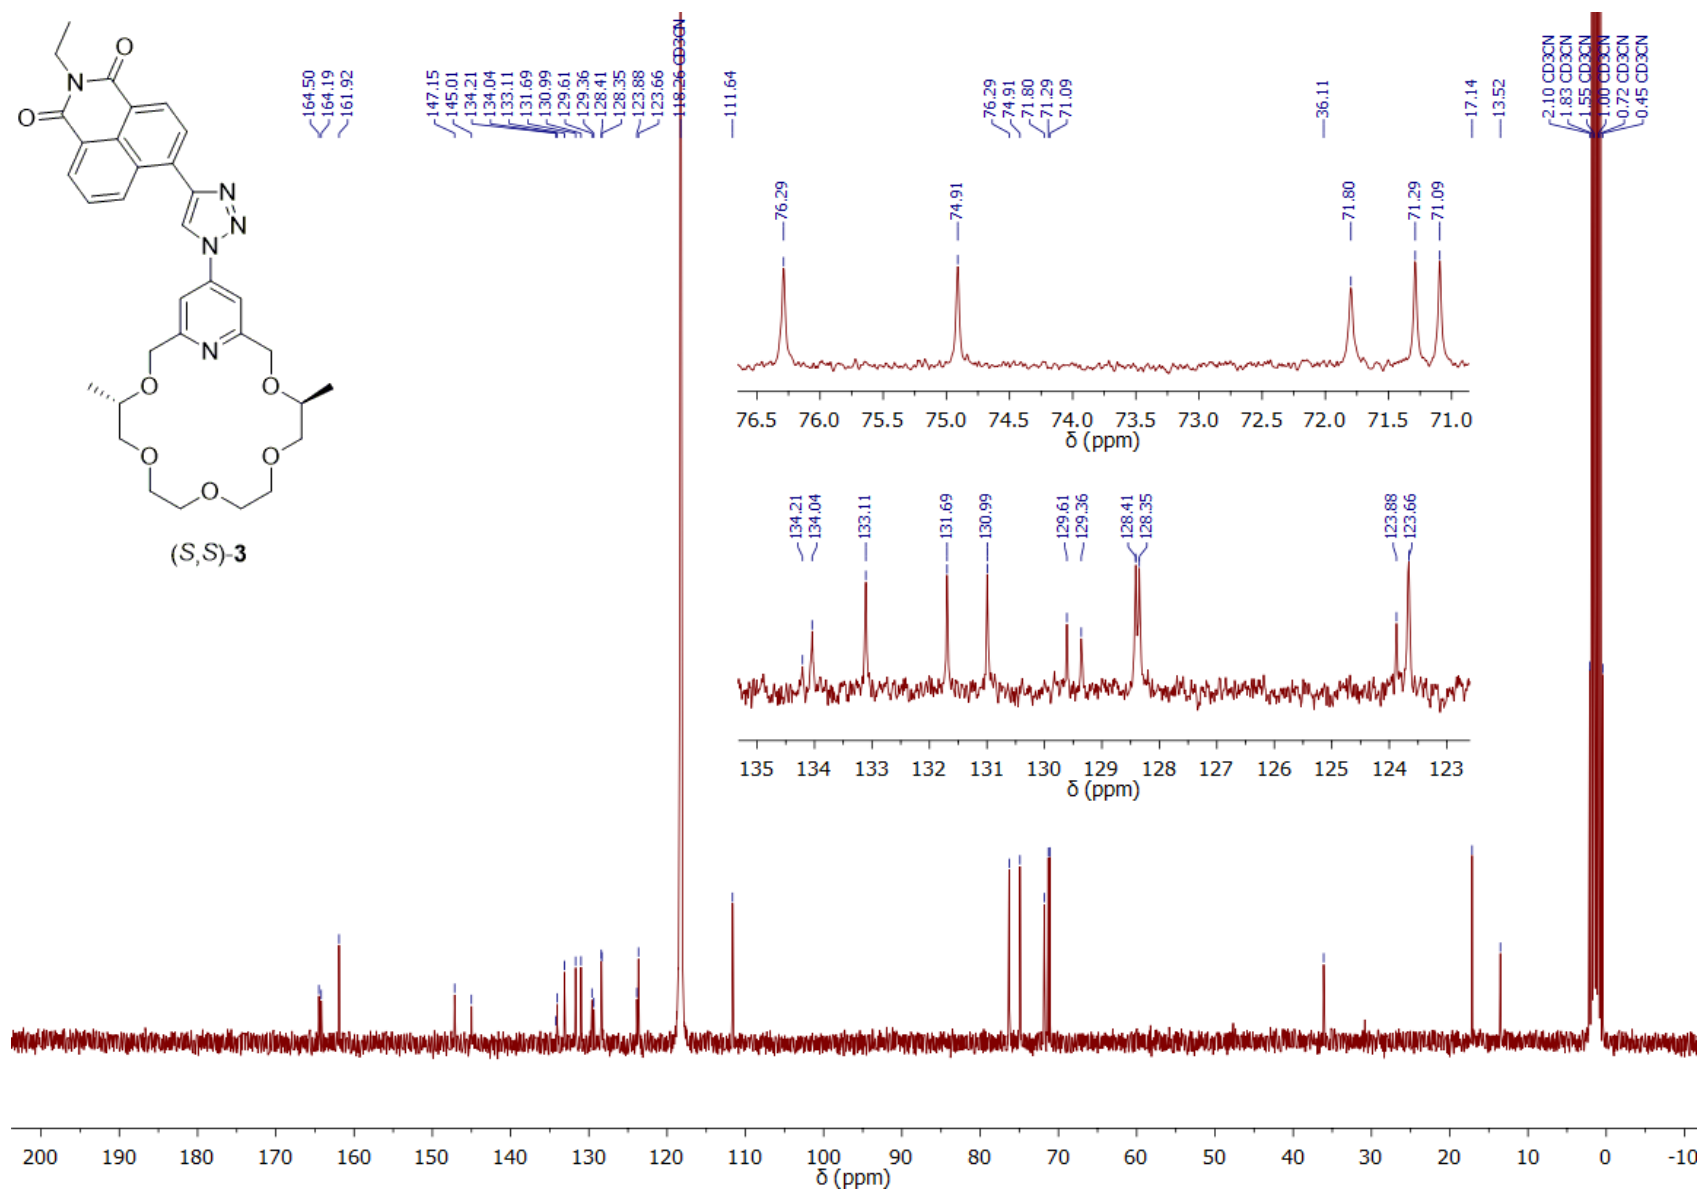 164.50
164.19
161.92
147.15
145.01
134.21
134.04
133.11
131.69
130.99
129.61
129.36
128.41
128.35
123.88
123.66
118.26 CD3CN
111.64
76.29
74.91
71.80
71.29
71.09
36.11
17.14
13.52
2.10 CD3CN
1.83 CD3CN
1.55 CD3CN
1.00 CD3CN
0.72 CD3CN
0.45 CD3CN
O
N
O
N
N
N
N
O
O
O
O
O
(S,S)-3
76.29
74.91
71.80
71.29
71.09
76.5 76.0 75.5 75.0 74.5 74.0 73.5 73.0 72.5 72.0 71.5 71.0
δ (ppm)
134.21
134.04
133.11
131.69
130.99
129.61
129.36
128.41
128.35
123.88
123.66
135 134 133 132 131 130 129 128 127 126 125 124 123
δ (ppm)
200 190 180 170 160 150 140 130 120 110 100 90 80 70 60 50 40 30 20 10 0 -10
δ (ppm)